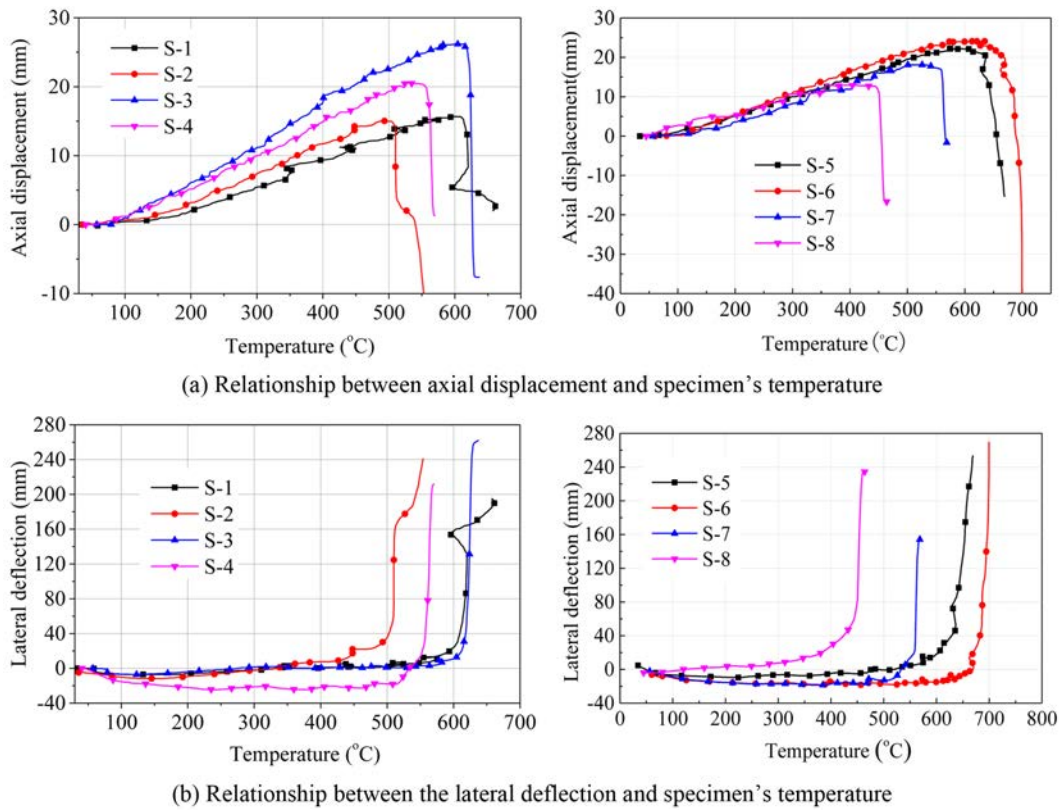 30
20
10
0
-10
Axial displacement (mm)
S-1
S-2
S-3
S-4
100 200 300 400 500 600 700
Temperature (°C)
30
20
10
0
-10
-20
-30
-40
Axial displacement(mm)
S-5
S-6
S-7
S-8
0 100 200 300 400 500 600 700
Temperature (°C)
(a) Relationship between axial displacement and specimen's temperature
280
240
200
160
120
80
40
0
-40
Lateral deflection (mm)
S-1
S-2
S-3
S-4
100 200 300 400 500 600 700
Temperature (°C)
280
240
200
160
120
80
40
0
-40
Lateral deflection (mm)
S-5
S-6
S-7
S-8
0 100 200 300 400 500 600 700 800
Temperature (°C)
(b) Relationship between the lateral deflection and specimen's temperature